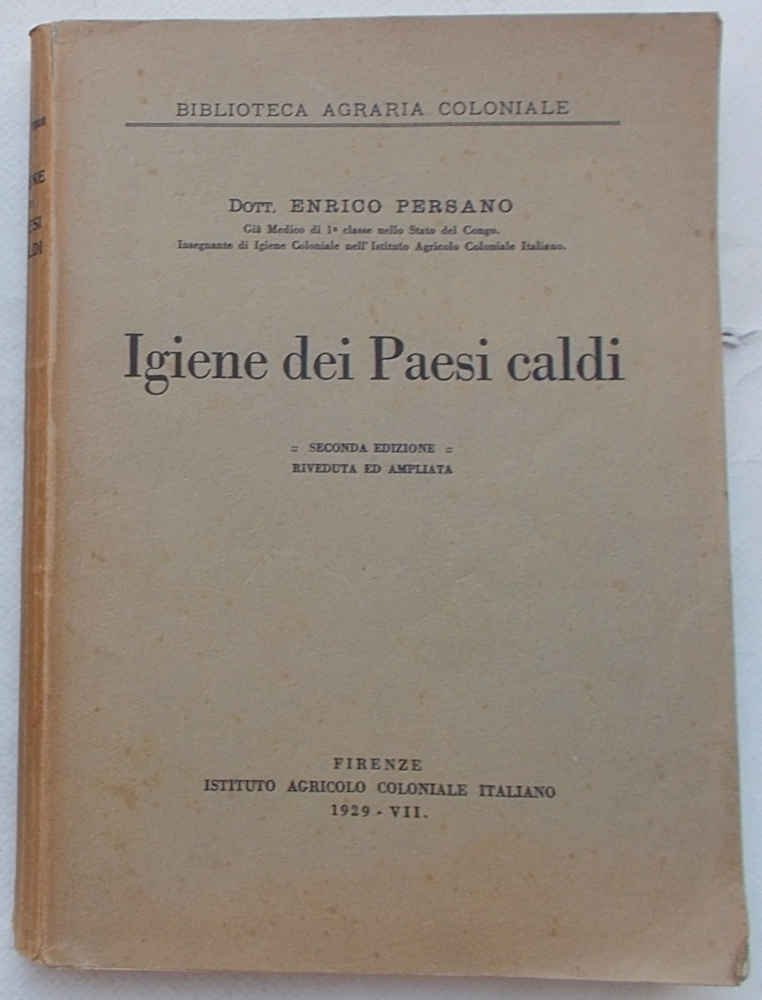 BIBLIOTECA AGRARIA COLONIALE
DOTT. ENRICO PERSANO
Già Medico di 1ª classe nello Stato del Congo.
Insegnante di Igiene Coloniale nell'Istituto Agricolo Coloniale Italiano.
Igiene dei Paesi caldi
:: SECONDA EDIZIONE ::
RIVEDUTA ED AMPLIATA
FIRENZE
ISTITUTO AGRICOLO COLONIALE ITALIANO
1929 - VII.